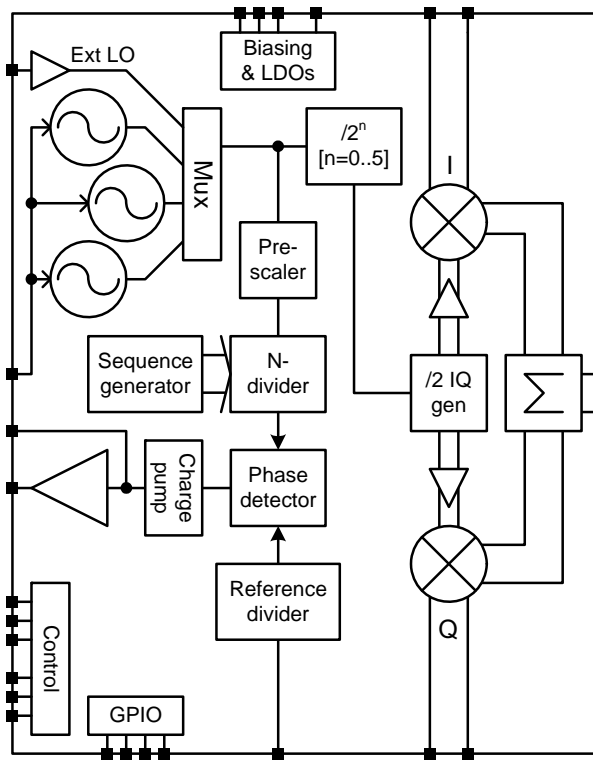 Ext LO
Biasing
& LDOs
Mux
/2ⁿ
[n=0..5]
I
Pre-
scaler
Sequence
generator
N-
divider
/2 IQ
gen
Σ
Charge
pump
Phase
detector
Reference
divider
Q
Control
GPIO